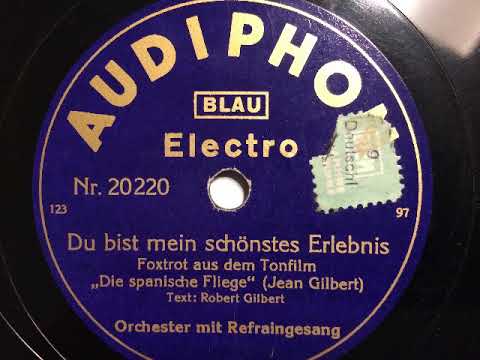 AUDIPHON
BLAU
Electro
Nr. 20220
123
97
Du bist mein schönstes Erlebnis
Foxtrot aus dem Tonfilm
„Die spanische Fliege“ (Jean Gilbert)
Text: Robert Gilbert
Orchester mit Refraingesang